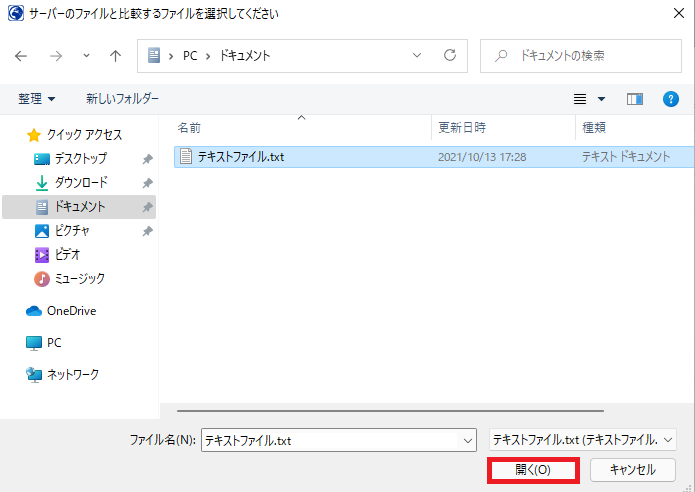 サーバーのファイルと比較するファイルを選択してください
PC ドキュメント
ドキュメントの検索
整理 新しいフォルダー
名前 更新日時 種類
テキストファイル.txt 2021/10/13 17:28 テキスト ドキュメント
クイック アクセス
デスクトップ
ダウンロード
ドキュメント
ピクチャ
ビデオ
ミュージック
OneDrive
PC
ネットワーク
ファイル名(N): テキストファイル.txt テキストファイル.txt (テキストファイル.
開く(O) キャンセル